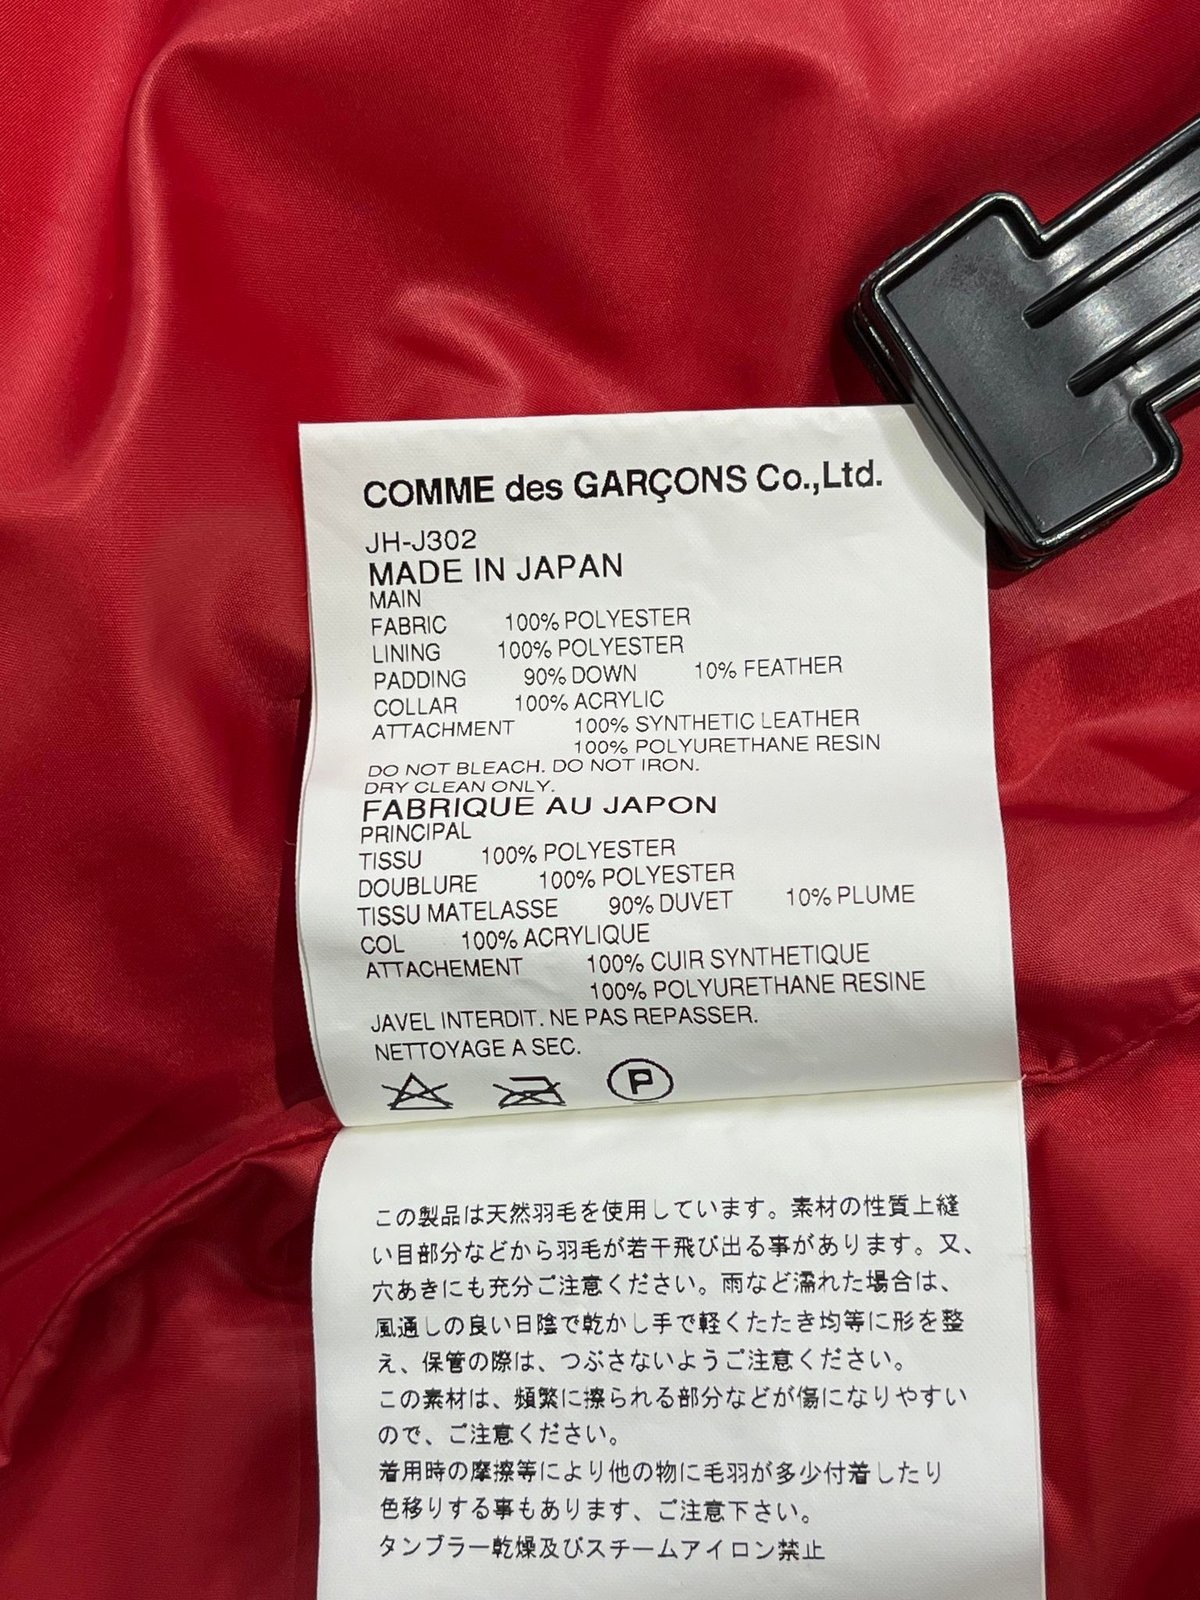 COMME des GARÇONS Co.,Ltd.
JH-J302
MADE IN JAPAN
MAIN
FABRIC 100% POLYESTER
LINING 100% POLYESTER
PADDING 90% DOWN 10% FEATHER
COLLAR 100% ACRYLIC
ATTACHMENT 100% SYNTHETIC LEATHER
100% POLYURETHANE RESIN
DO NOT BLEACH. DO NOT IRON.
DRY CLEAN ONLY.
FABRIQUE AU JAPON
PRINCIPAL
TISSU 100% POLYESTER
DOUBLURE 100% POLYESTER
TISSU MATELASSE 90% DUVET 10% PLUME
COL 100% ACRYLIQUE
ATTACHEMENT 100% CUIR SYNTHETIQUE
100% POLYURETHANE RESINE
JAVEL INTERDIT. NE PAS REPASSER.
NETTOYAGE A SEC.
P
この製品は天然羽毛を使用しています。素材の性質上縫
い目部分などから羽毛が若干飛び出る事があります。又、
穴あきにも充分ご注意ください。雨など濡れた場合は、
風通しの良い日陰で乾かし手で軽くたたき均等に形を整
え、保管の際は、つぶさないようご注意ください。
この素材は、頻繁に擦られる部分などが傷になりやすい
ので、ご注意ください。
着用時の摩擦等により他の物に毛羽が多少付着したり
色移りする事もあります、ご注意下さい。
タンブラー乾燥及びスチームアイロン禁止